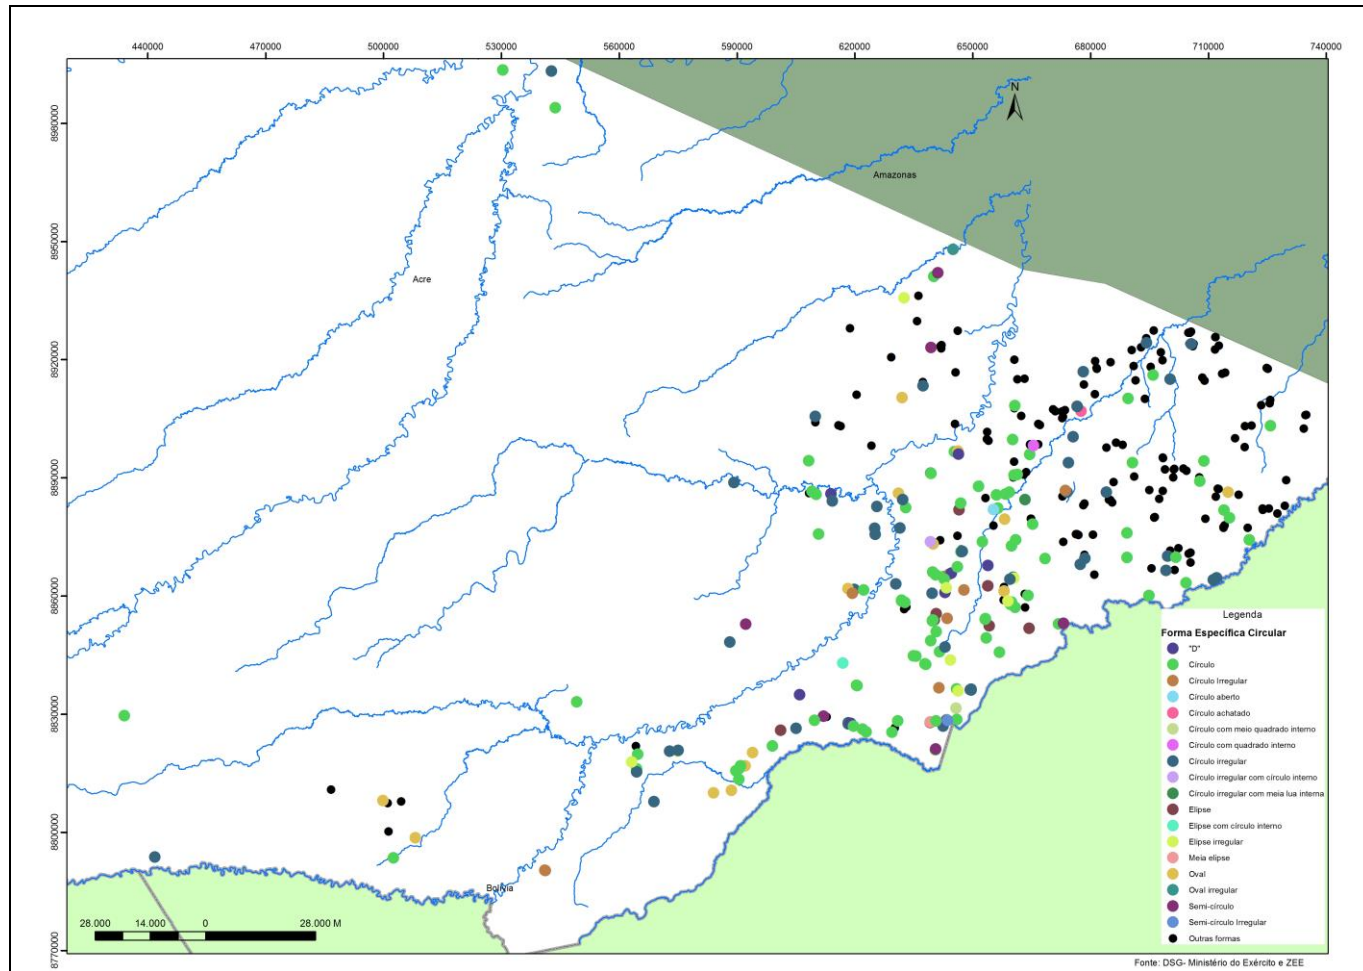 440000 470000 500000 530000 560000 590000 620000 650000 680000 710000 740000
8980000
8950000
8920000
8890000
8860000
8830000
8800000
8770000
N
Amazonas
Acre
Bolívia
28.000 14.000 0 28.000 M
Legenda
Forma Específica Circular
"D"
Círculo
Círculo Irregular
Círculo aberto
Círculo achatado
Círculo com meio quadrado interno
Círculo com quadrado interno
Círculo irregular
Círculo irregular com círculo interno
Círculo irregular com meia lua interna
Elipse
Elipse com círculo interno
Elipse irregular
Meia elipse
Oval
Oval irregular
Semi-círculo
Semi-círculo Irregular
Outras formas
Fonte: DSG- Ministério do Exército e ZEE